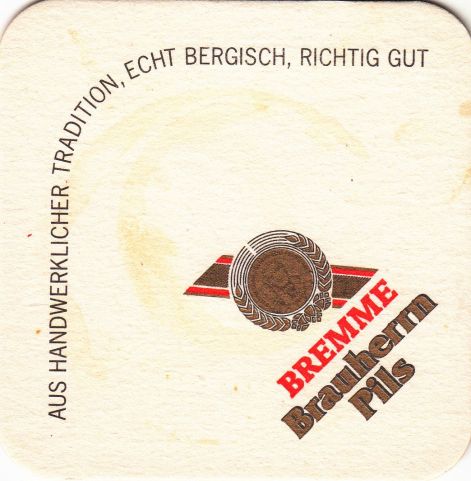 AUS HANDWERKLICHER TRADITION, ECHT BERGISCH, RICHTIG GUT
BREMME
Brauherrn
Pils